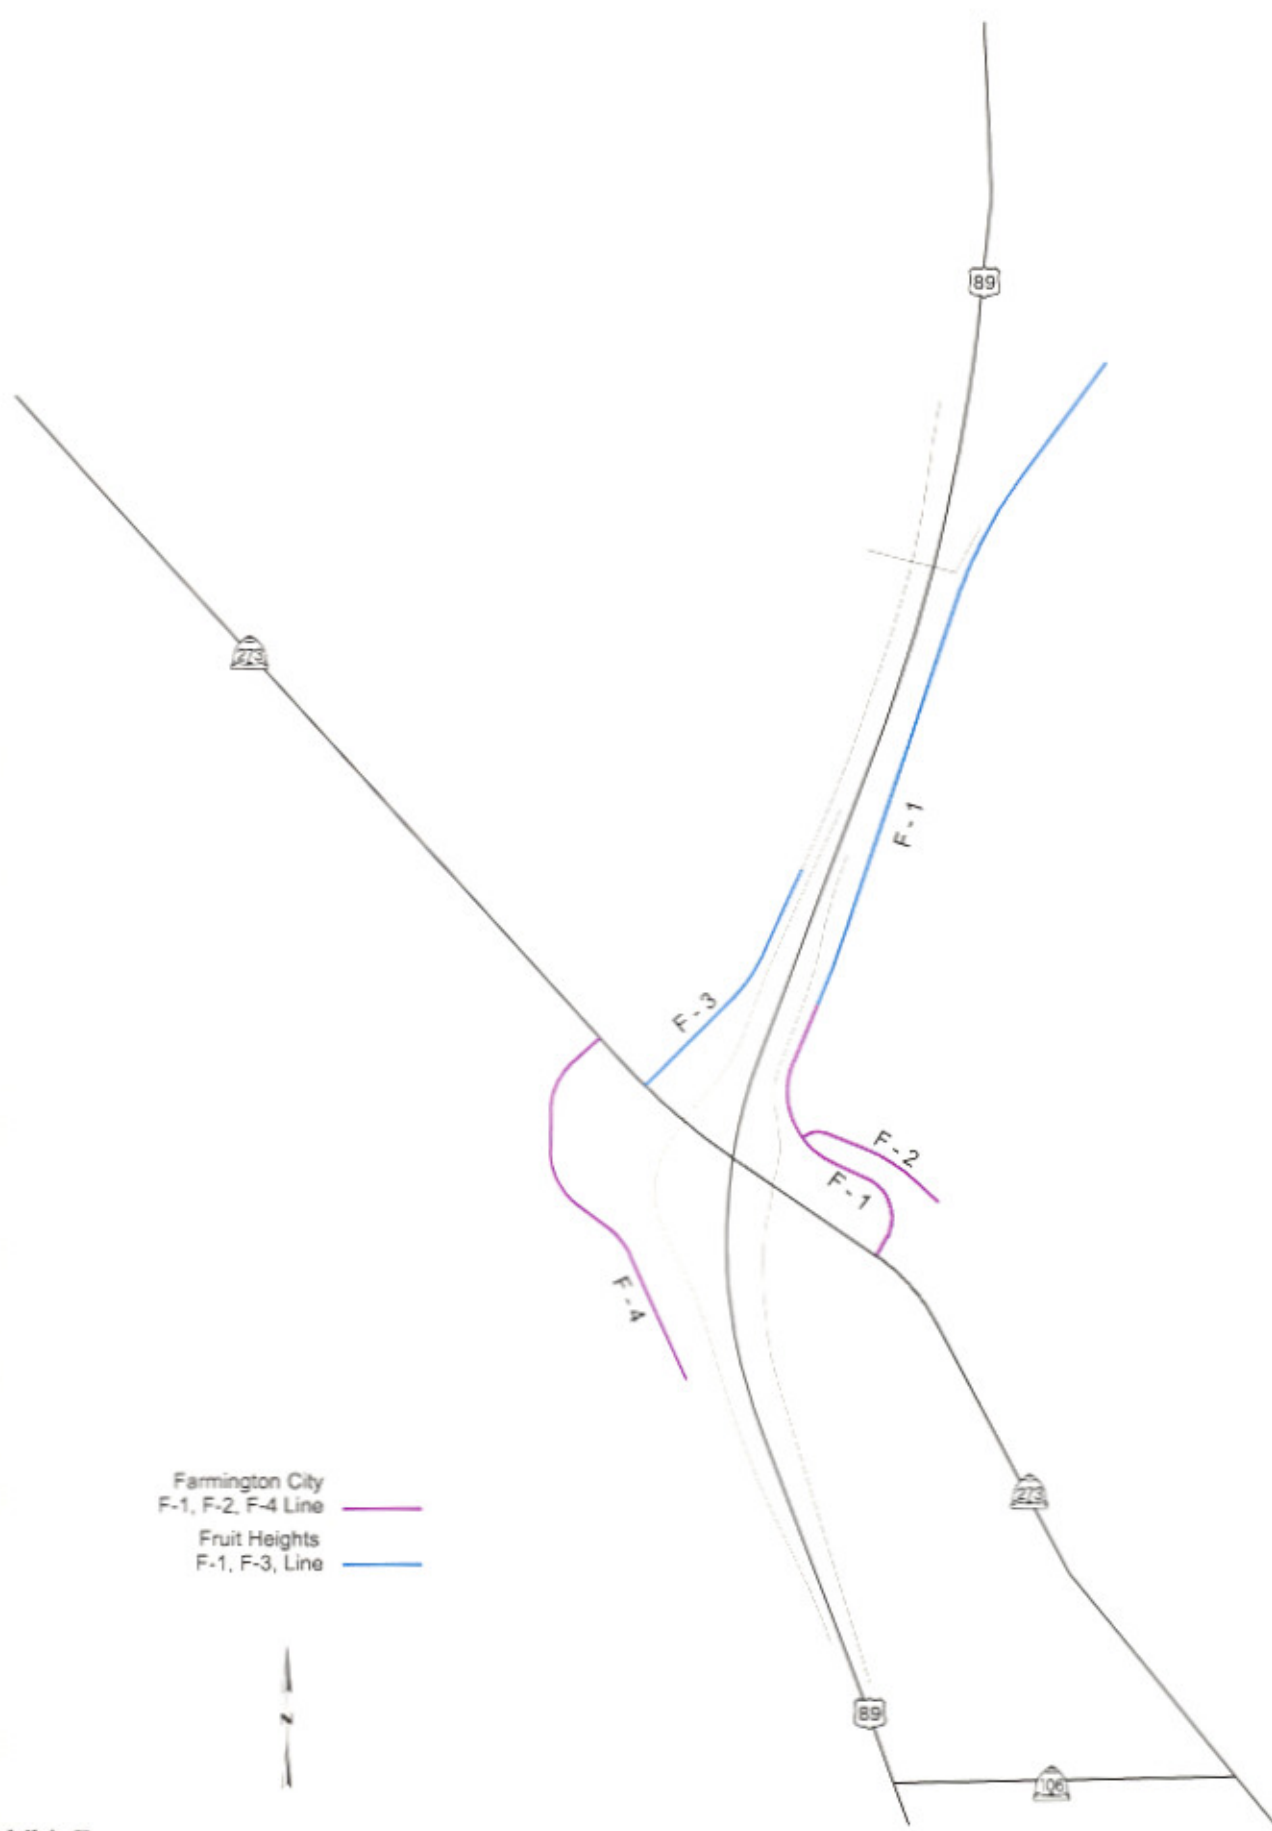 89
273
F - 1
F - 3
F - 2
F - 1
F - 4
Farmington City
F-1, F-2, F-4 Line
Fruit Heights
F-1, F-3, Line
273
N
89
106